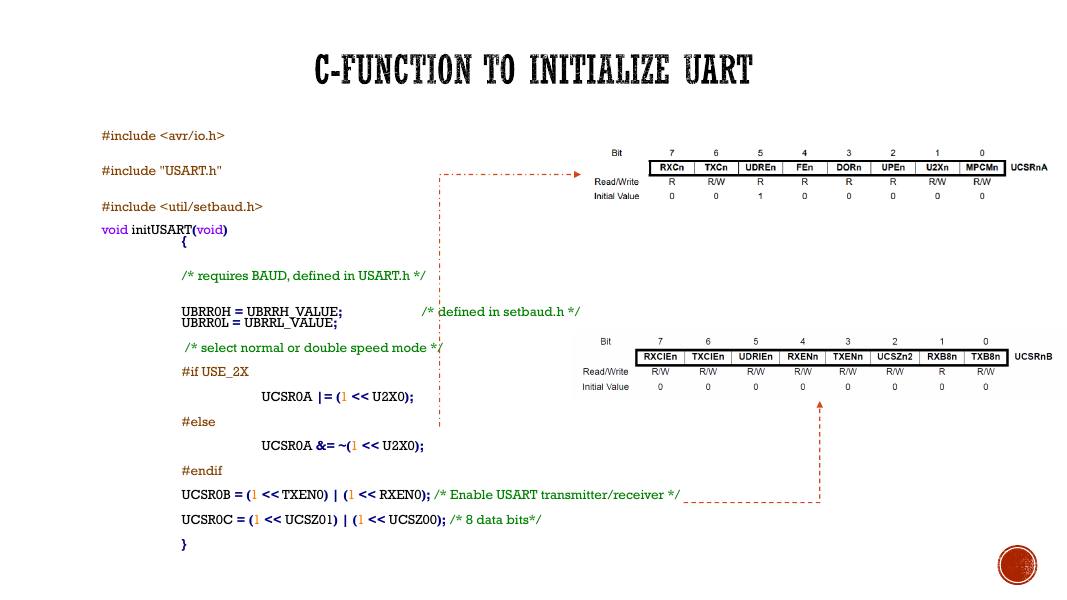 C-FUNCTION TO INITIALIZE UART
#include <avr/io.h>
#include "USART.h"
#include <util/setbaud.h>
void initUSART(void)
{
/* requires BAUD, defined in USART.h */
UBRR0H = UBRRH_VALUE; /* defined in setbaud.h */
UBRR0L = UBRRL_VALUE;
/* select normal or double speed mode */
#if USE_2X
UCSR0A |= (1 << U2X0);
#else
UCSR0A &= ~(1 << U2X0);
#endif
UCSR0B = (1 << TXEN0) | (1 << RXEN0); /* Enable USART transmitter/receiver */
UCSR0C = (1 << UCSZ01) | (1 << UCSZ00); /* 8 data bits*/
}
Bit 7 6 5 4 3 2 1 0
RXCn TXCn UDREn FEn DORn UPEn U2Xn MPCMn UCSRnA
Read/Write R R/W R R R R R/W R/W
Initial Value 0 0 1 0 0 0 0 0
Bit 7 6 5 4 3 2 1 0
RXCIEn TXCIEn UDRIEn RXENn TXENn UCSZn2 RXB8n TXB8n UCSRnB
Read/Write R/W R/W R/W R/W R/W R/W R R/W
Initial Value 0 0 0 0 0 0 0 0